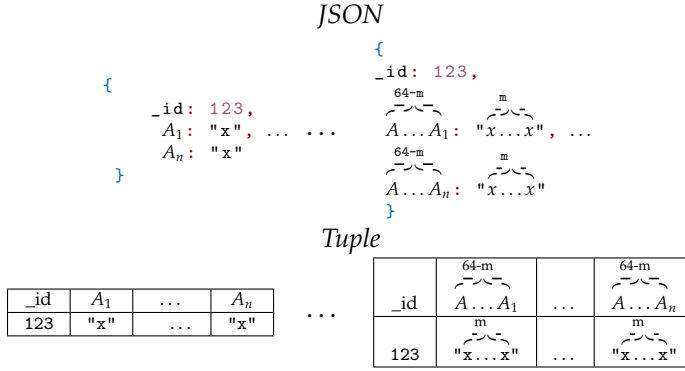 JSON
{
_id: 123,
A1: "x", ...
An: "x"
}
...
{
_id: 123,
64-m m
A...A1: "x...x", ...
64-m m
A...An: "x...x"
}
Tuple
_id A1 ... An
123 "x" ... "x"
...
64-m 64-m
_id A...A1 ... A...An
m m
123 "x...x" ... "x...x"